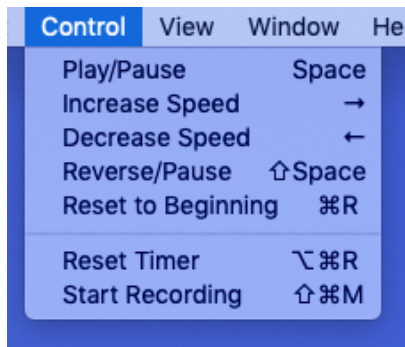 Control View Window He
Play/Pause Space
Increase Speed →
Decrease Speed ←
Reverse/Pause ⇧Space
Reset to Beginning ⌘R
Reset Timer ⌥⌘R
Start Recording ⇧⌘M